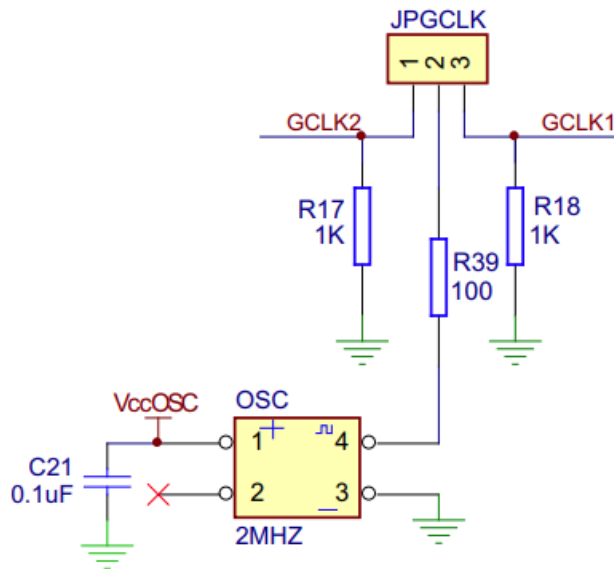 JPGCLK
1 2 3
GCLK2
GCLK1
R17
1K
R18
1K
R39
100
VccOSC
OSC
1
4
C21
0.1uF
2
3
2MHZ